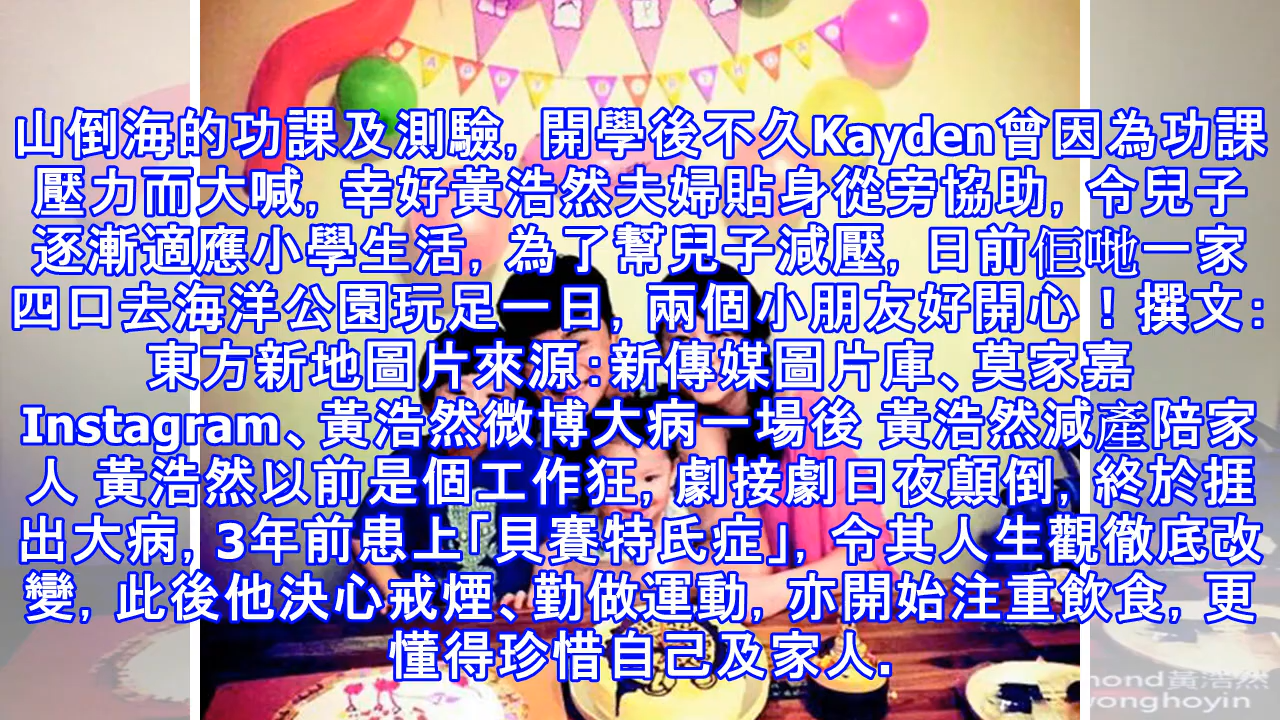 山倒海的功課及測驗, 開學後不久Kayden曾因為功課
壓力而大喊, 幸好黃浩然夫婦貼身從旁協助, 令兒子
逐漸適應小學生活, 為了幫兒子減壓, 日前佢哋一家
四口去海洋公園玩足一日, 兩個小朋友好開心！撰文:
東方新地圖片來源:新傳媒圖片庫、莫家嘉
Instagram、黃浩然微博大病一場後 黃浩然減產陪家
人 黃浩然以前是個工作狂, 劇接劇日夜顛倒, 終於捱
出大病, 3年前患上「貝賽特氏症」, 令其人生觀徹底改
變, 此後他決心戒煙、勤做運動, 亦開始注重飲食, 更
懂得珍惜自己及家人.
mond黃浩然
wonghoyin